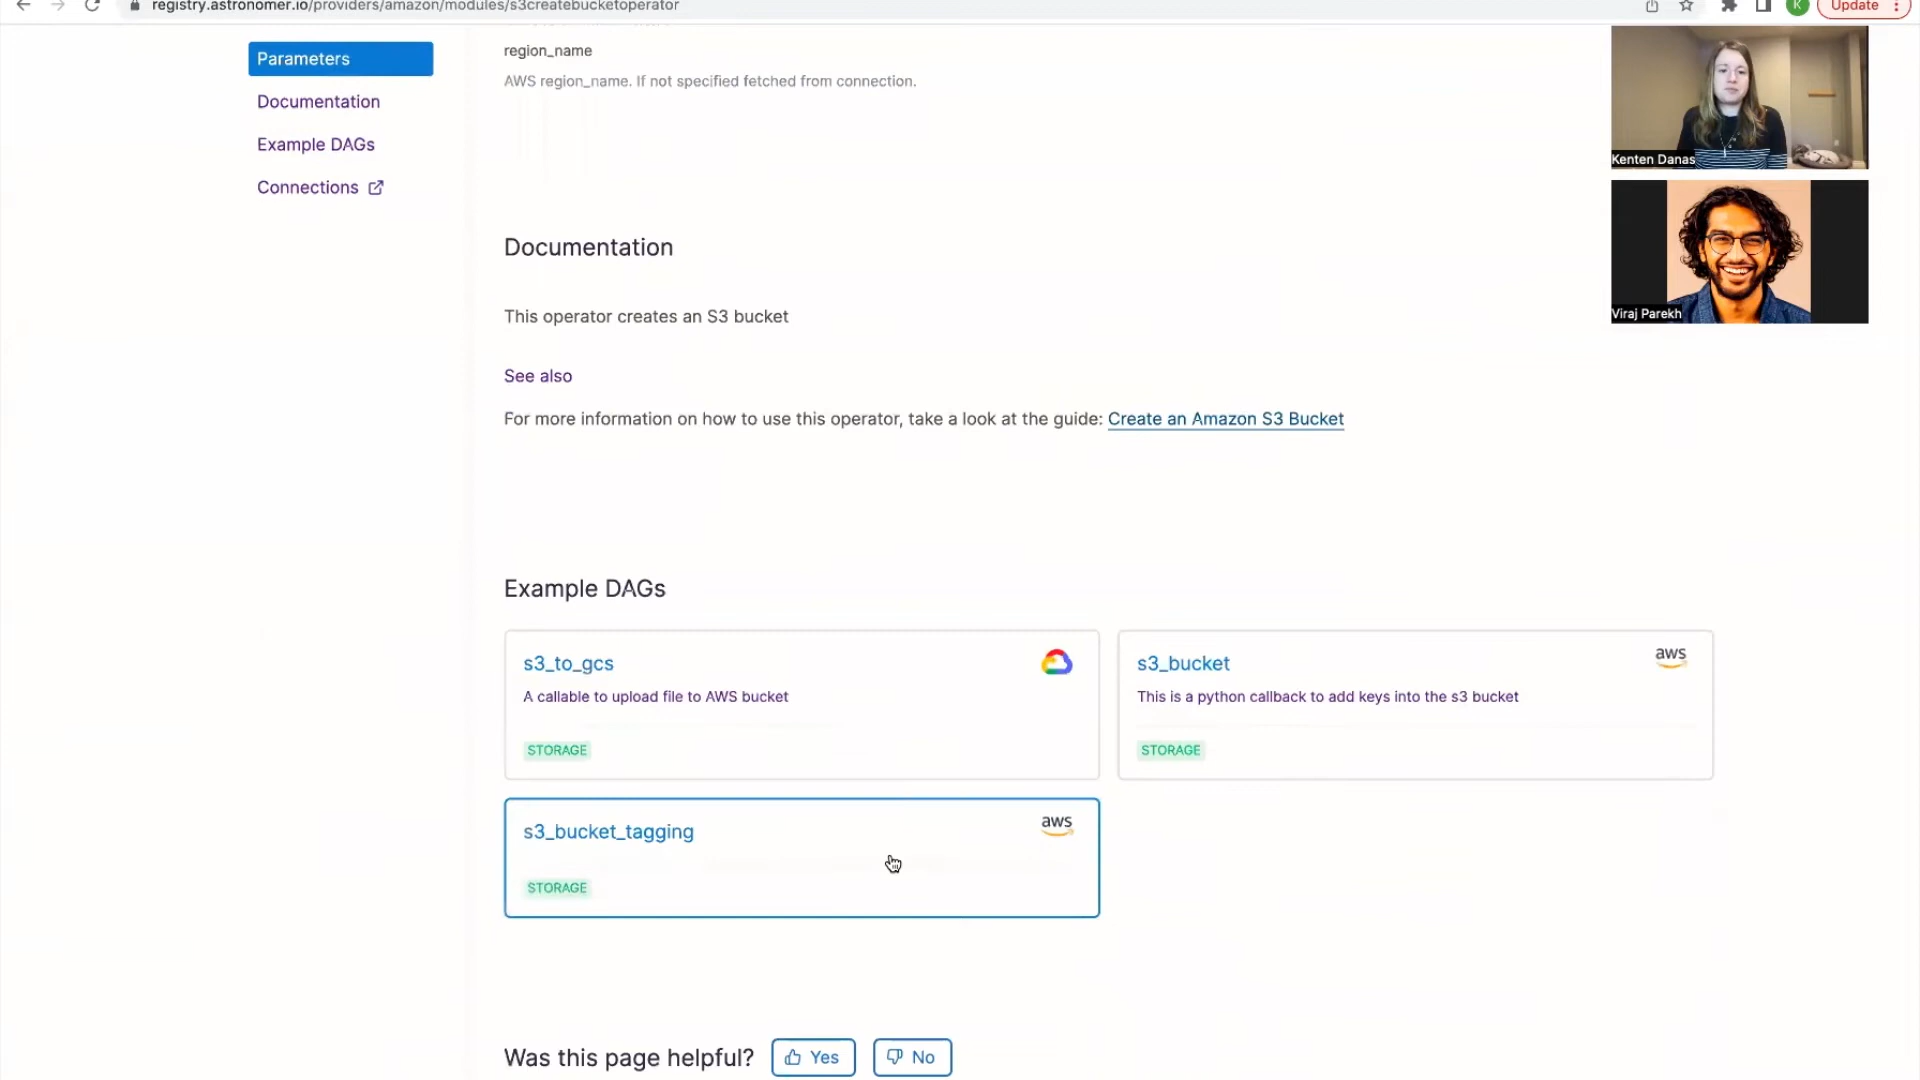 registry.astronomer.io/providers/amazon/modules/s3createbucketoperator
K
Update
Parameters
Documentation
Example DAGs
Connections
region_name
AWS region_name. If not specified fetched from connection.
Kenten Danas
Viraj Parekh
Documentation
This operator creates an S3 bucket
See also
For more information on how to use this operator, take a look at the guide: Create an Amazon S3 Bucket
Example DAGs
s3_to_gcs
A callable to upload file to AWS bucket
STORAGE
s3_bucket
aws
This is a python callback to add keys into the s3 bucket
STORAGE
s3_bucket_tagging
aws
STORAGE
Was this page helpful?
Yes
No